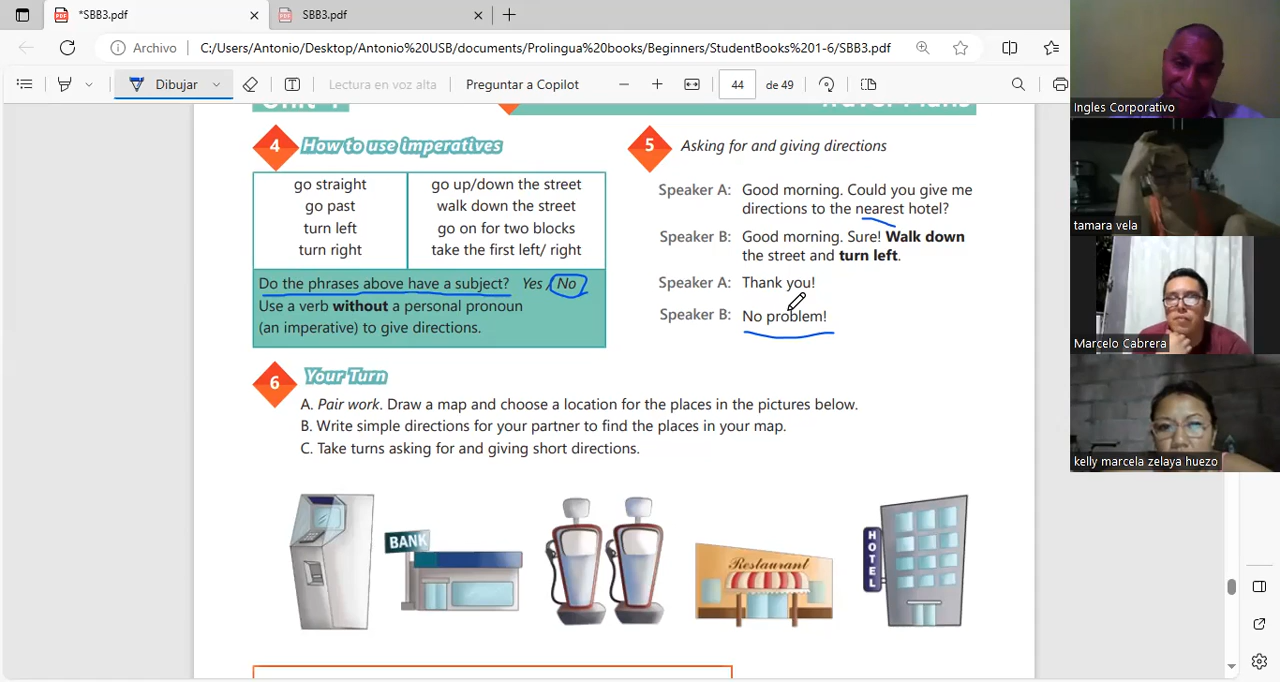 *SBB3.pdf
SBB3.pdf
Archivo
C:/Users/Antonio/Desktop/Antonio%20USB/documents/Prolingua%20books/Beginners/StudentBooks%201-6/SBB3.pdf
Dibujar
Leer en voz alta
Preguntar a Copilot
44
de 49
Travel Plans
4
How to use imperatives
go straight
go past
turn left
turn right
go up/down the street
walk down the street
go on for two blocks
take the first left/ right
Do the phrases above have a subject? Yes / No
Use a verb without a personal pronoun
(an imperative) to give directions.
5
Asking for and giving directions
Speaker A: Good morning. Could you give me
directions to the nearest hotel?
Speaker B: Good morning. Sure! Walk down
the street and turn left.
Speaker A: Thank you!
Speaker B: No problem!
6
Your Turn
A. Pair work. Draw a map and choose a location for the places in the pictures below.
B. Write simple directions for your partner to find the places in your map.
C. Take turns asking for and giving short directions.
BANK
Restaurant
HOTEL
Ingles Corporativo
tamara vela
Marcelo Cabrera
kelly marcela zelaya huezo